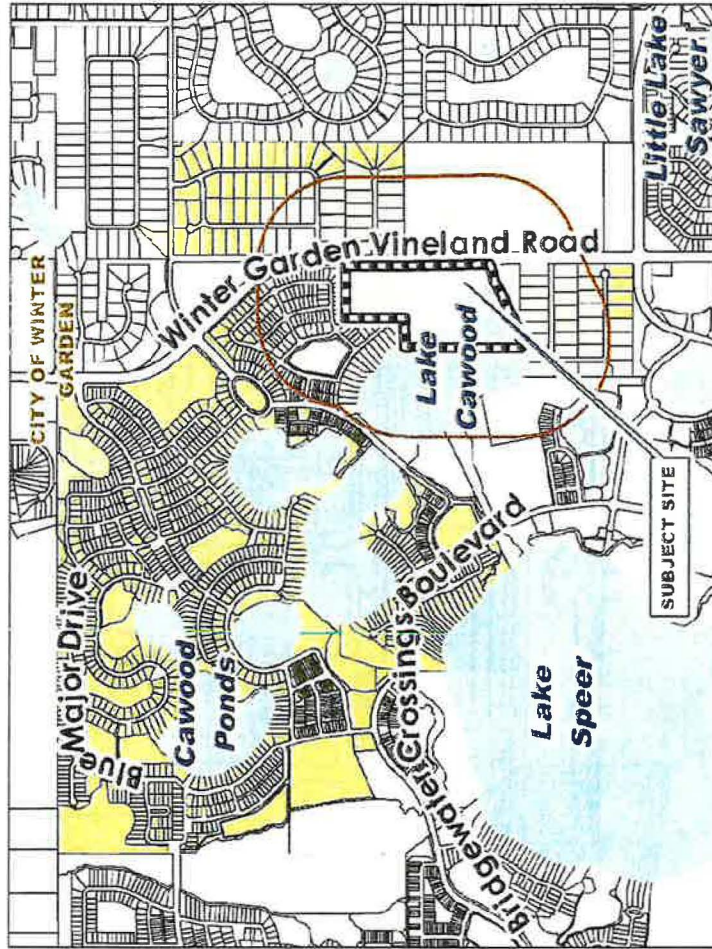 CITY OF WINTER
GARDEN
Winter Garden Vineland Road
Blue Major Drive
Cawood
Ponds
Lake
Cawood
Bridgewater Crossings Boulevard
Lake
Speer
Little Lake
Sawyer
SUBJECT SITE